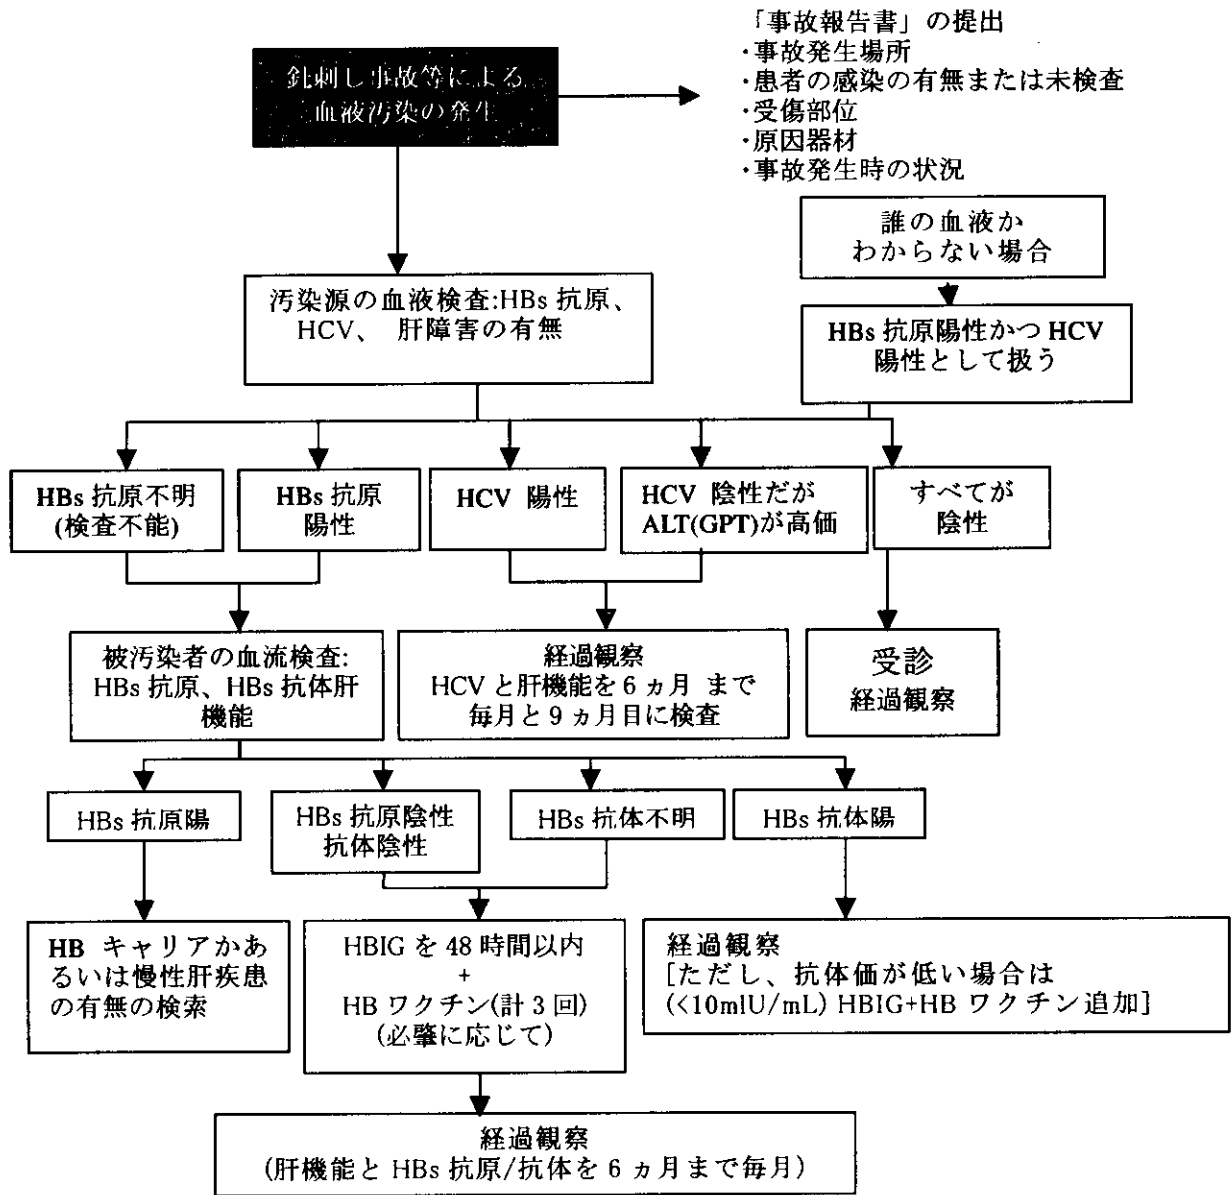 「事故報告書」の提出
・事故発生場所
・患者の感染の有無または未検査
・受傷部位
・原因器材
・事故発生時の状況
針刺し事故等による
血液汚染の発生
誰の血液か
わからない場合
汚染源の血液検査:HBs 抗原、
HCV、 肝障害の有無
HBs 抗原陽性かつ HCV
陽性として扱う
HBs 抗原不明
(検査不能)
HBs 抗原
陽性
HCV 陽性
HCV 陰性だが
ALT(GPT)が高価
すべてが
陰性
被汚染者の血流検査:
HBs 抗原、HBs 抗体肝
機能
経過観察
HCV と肝機能を 6 ヵ月 まで
毎月と 9 ヵ月目に検査
受診
経過観察
HBs 抗原陽
HBs 抗原陰性
抗体陰性
HBs 抗体不明
HBs 抗体陽
HB キャリアかあ
るいは慢性肝疾患
の有無の検索
HBIG を 48 時間以内
+
HB ワクチン(計 3 回)
(必肇に応じて)
経過観察
[ただし、抗体価が低い場合は
(<10mIU/mL) HBIG+HB ワクチン追加]
経過観察
(肝機能と HBs 抗原/抗体を 6 ヵ月まで毎月)